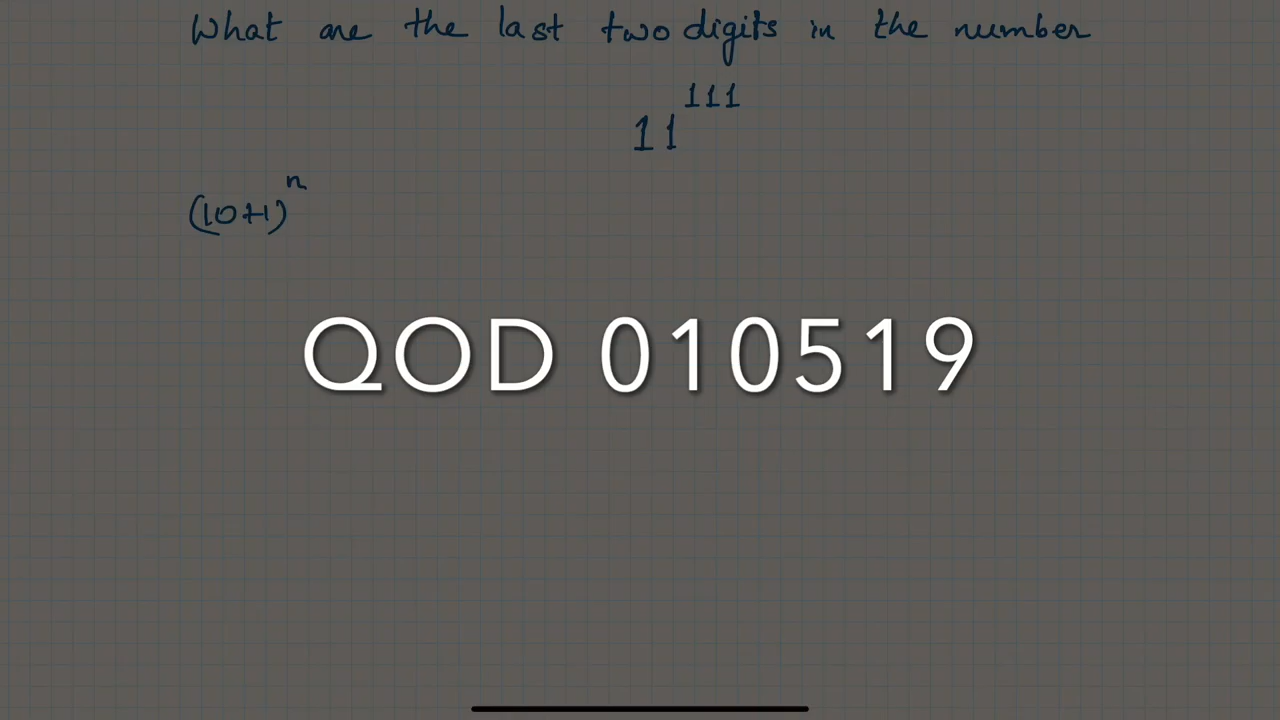 What are the last two digits in the number
11^111
(10+1)^n
QOD 010519